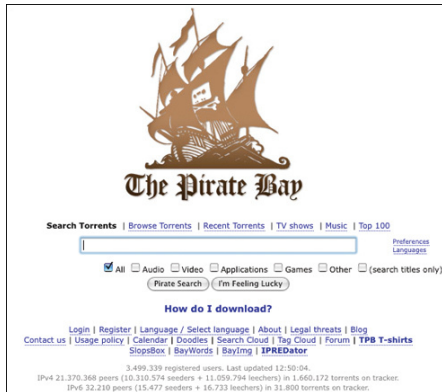 The Pirate Bay
Search Torrents | Browse Torrents | Recent Torrents | TV shows | Music | Top 100
Preferences
Languages
All Audio Video Applications Games Other (search titles only)
Pirate Search I'm Feeling Lucky
How do I download?
Login | Register | Language / Select language | About | Legal threats | Blog
Contact us | Usage policy | Calendar | Doodles | Search Cloud | Tag Cloud | Forum | TPB T-shirts
SlopsBox | BayWords | BayImg | IPREDator
3.499.339 registered users. Last updated 12:50:04.
IPv4 21.370.368 peers (10.310.574 seeders + 11.059.794 leechers) in 1.660.172 torrents on tracker.
IPv6 32.210 peers (15.477 seeders + 16.733 leechers) in 31.800 torrents on tracker.